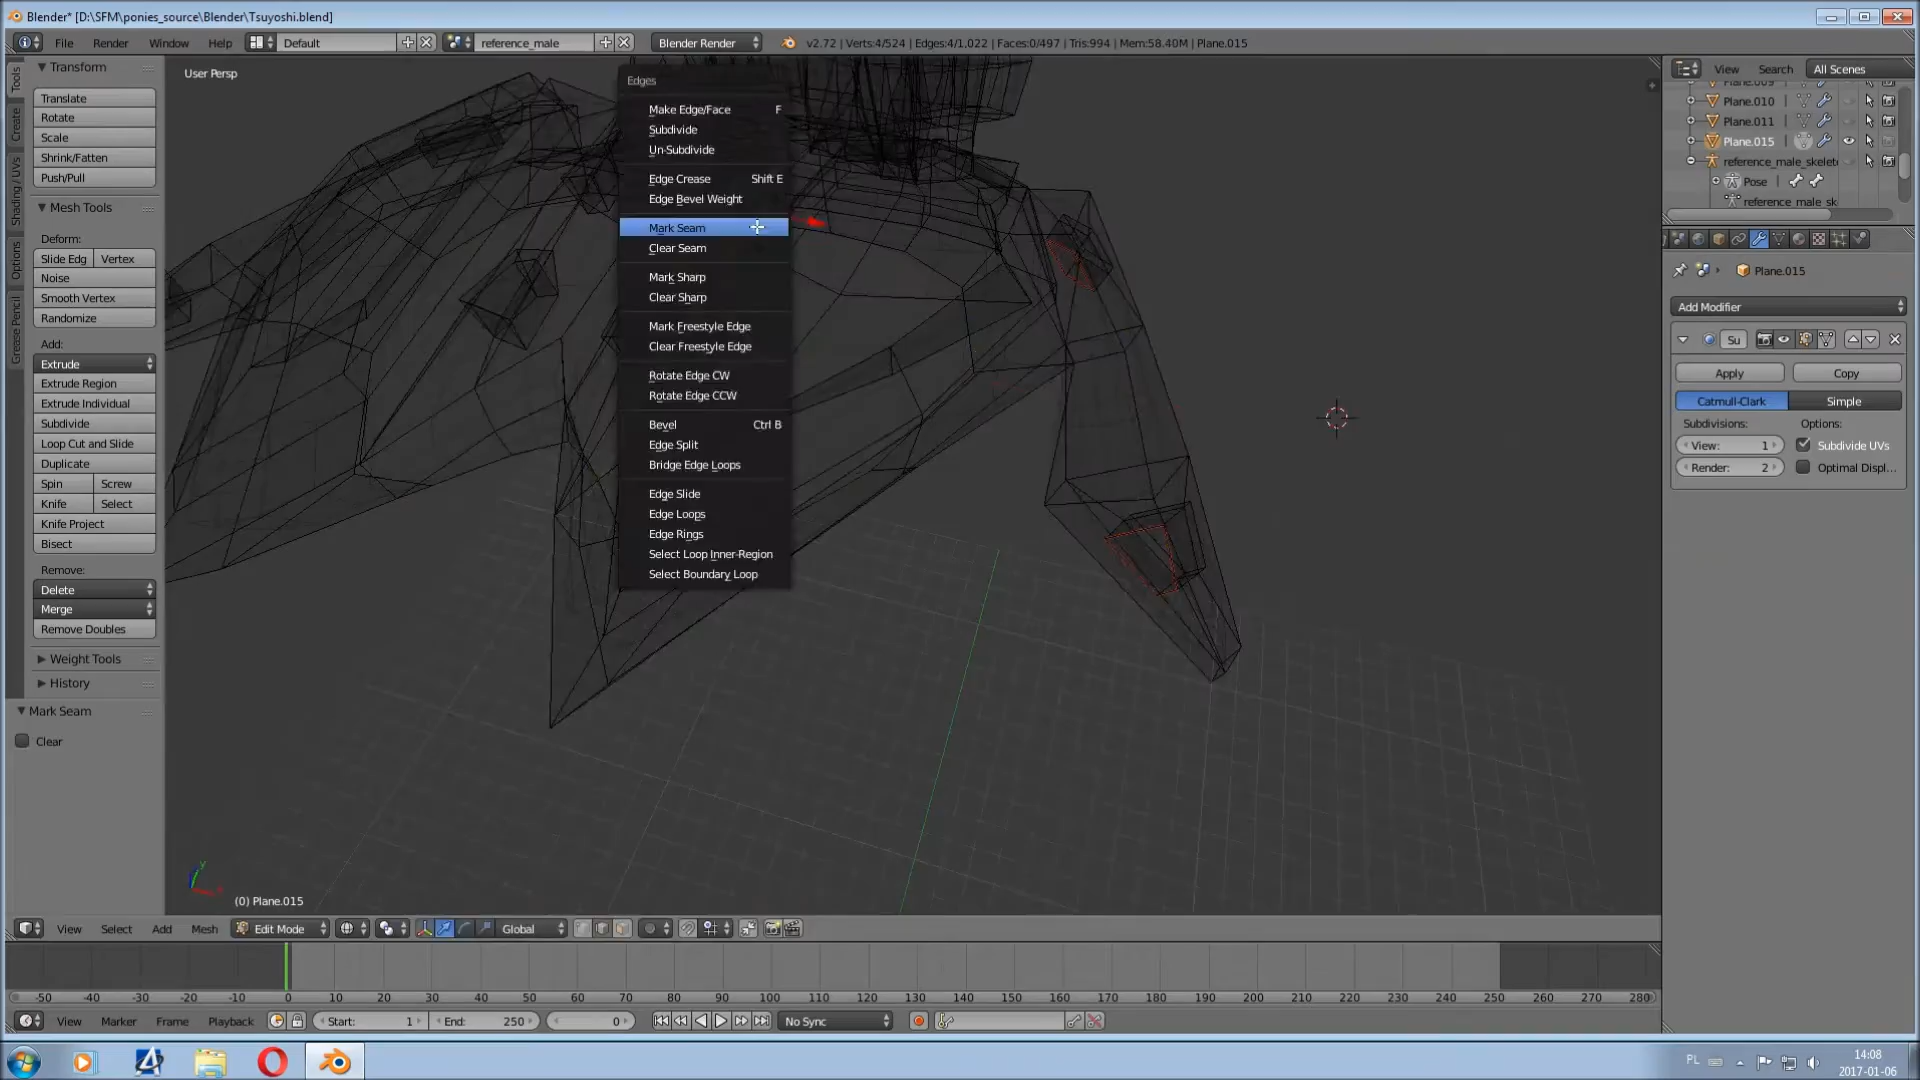 Blender* [D:\SFM\ponies_source\Blender\Tsuyoshi.blend]
File Render Window Help Default reference_male Blender Render v2.72 | Verts:4/524 | Edges:4/1,022 | Faces:0/497 | Tris:994 | Mem:58.40M | Plane.015
Tools
Create
Shading / UVs
Options
Grease Pencil
Transform
Translate
Rotate
Scale
Shrink/Fatten
Push/Pull
Mesh Tools
Deform:
Slide Edg Vertex
Noise
Smooth Vertex
Randomize
Add:
Extrude
Extrude Region
Extrude Individual
Subdivide
Loop Cut and Slide
Duplicate
Spin Screw
Knife Select
Knife Project
Bisect
Remove:
Delete
Merge
Remove Doubles
Weight Tools
History
Mark Seam
Clear
User Persp
Edges
Make Edge/Face F
Subdivide
Un-Subdivide
Edge Crease Shift E
Edge Bevel Weight
Mark Seam
Clear Seam
Mark Sharp
Clear Sharp
Mark Freestyle Edge
Clear Freestyle Edge
Rotate Edge CW
Rotate Edge CCW
Bevel Ctrl B
Edge Split
Bridge Edge Loops
Edge Slide
Edge Loops
Edge Rings
Select Loop Inner-Region
Select Boundary Loop
(0) Plane.015
View Search All Scenes
Plane.009
Plane.010
Plane.011
Plane.015
reference_male_skelet
Pose
reference_male_sk
Plane.015
Add Modifier
Su
Apply Copy
Catmull-Clark Simple
Subdivisions: Options:
View: 1 Subdivide UVs
Render: 2 Optimal Displ...
View Select Add Mesh Edit Mode Global
-50 -40 -30 -20 -10 0 10 20 30 40 50 60 70 80 90 100 110 120 130 140 150 160 170 180 190 200 210 220 230 240 250 260 270 280
View Marker Frame Playback Start: 1 End: 250 0 No Sync
PL 14:08
2017-01-06